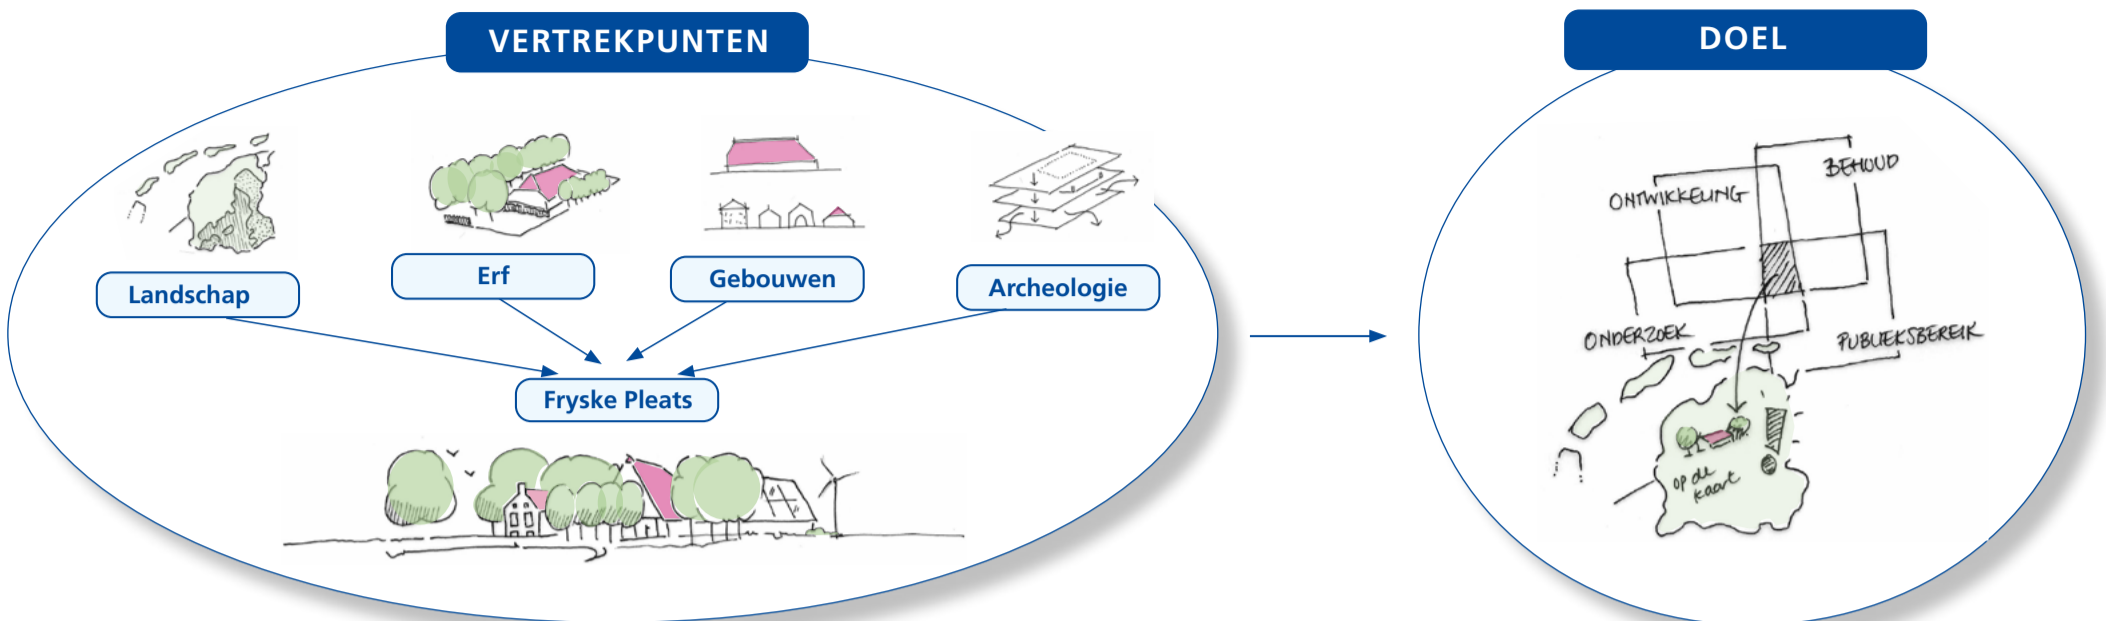 VERTREKPUNTEN
Landschap
Erf
Gebouwen
Archeologie
Fryske Pleats
DOEL
BEHOUD
ONTWIKKELING
ONDERZOEK
PUBLIEKSBEREIK
op de
kaart